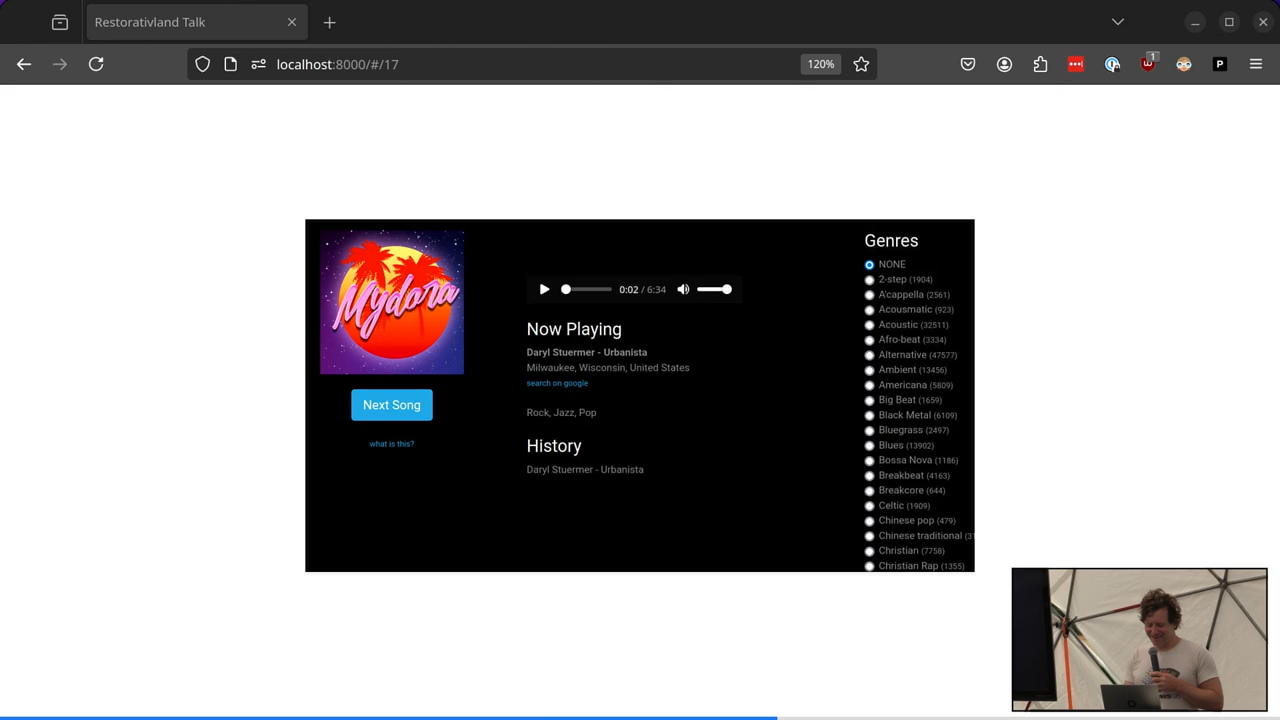 Restorativland Talk
localhost:8000/#/17
120%
1
P
Mydora
Next Song
what is this?
0:02 / 6:34
Now Playing
Daryl Stuermer - Urbanista
Milwaukee, Wisconsin, United States
search on google
Rock, Jazz, Pop
History
Daryl Stuermer - Urbanista
Genres
NONE
2-step (1904)
A'cappella (2561)
Acousmatic (923)
Acoustic (32511)
Afro-beat (3334)
Alternative (47577)
Ambient (13456)
Americana (5809)
Big Beat (1659)
Black Metal (6109)
Bluegrass (2497)
Blues (13902)
Bossa Nova (1186)
Breakbeat (4163)
Breakcore (644)
Celtic (1909)
Chinese pop (479)
Chinese traditional (31
Christian (7758)
Christian Rap (1355)